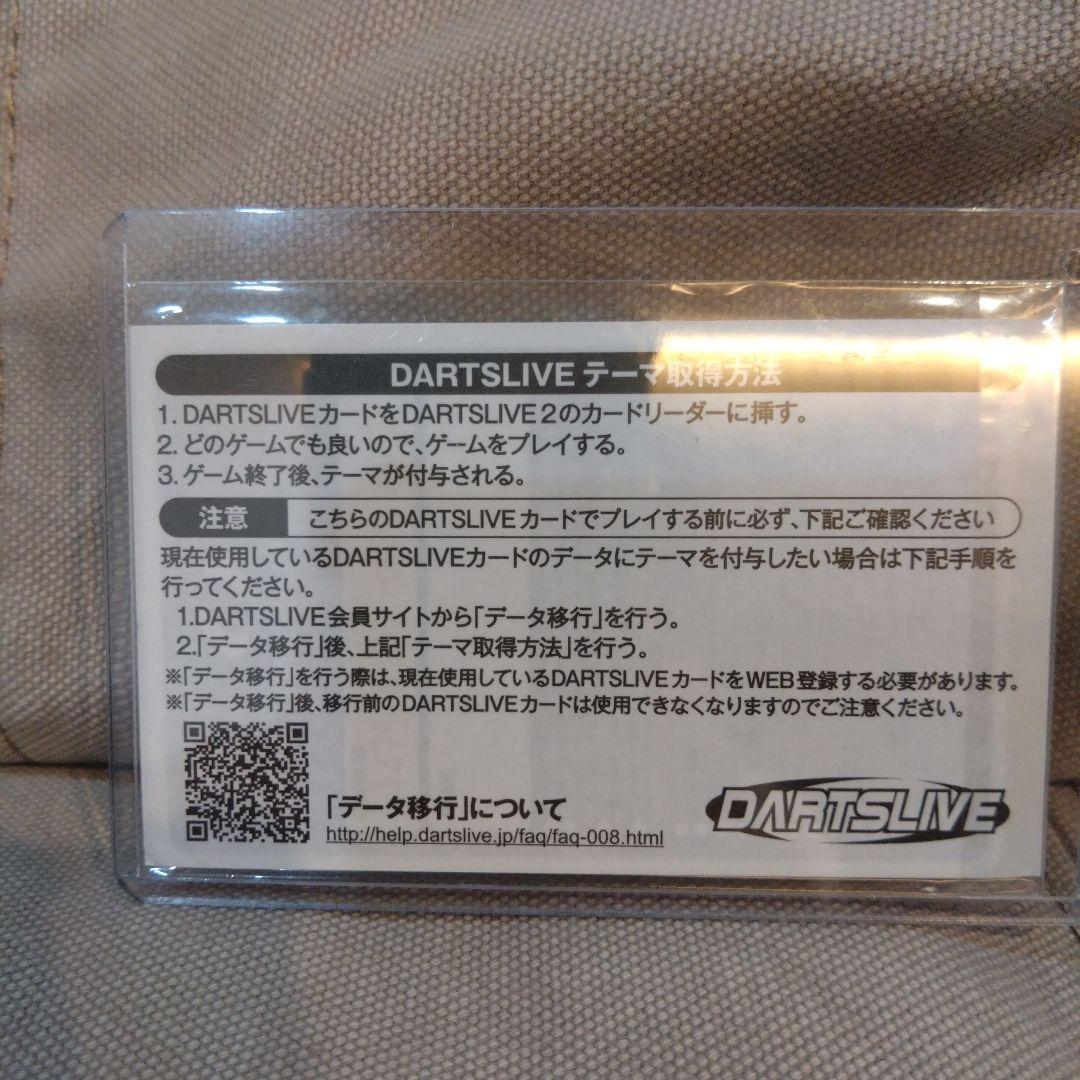 DARTSLIVE テーマ取得方法
1. DARTSLIVEカードをDARTSLIVE2のカードリーダーに挿す。
2. どのゲームでも良いので、ゲームをプレイする。
3. ゲーム終了後、テーマが付与される。
注意 こちらのDARTSLIVEカードでプレイする前に必ず、下記ご確認ください
現在使用しているDARTSLIVEカードのデータにテーマを付与したい場合は下記手順を
行ってください。
1.DARTSLIVE会員サイトから「データ移行」を行う。
2.「データ移行」後、上記「テーマ取得方法」を行う。
※「データ移行」を行う際は、現在使用しているDARTSLIVEカードをWEB登録する必要があります。
※「データ移行」後、移行前のDARTSLIVEカードは使用できなくなりますのでご注意ください。
「データ移行」について
http://help.dartslive.jp/faq/faq-008.html
DARTSLIVE